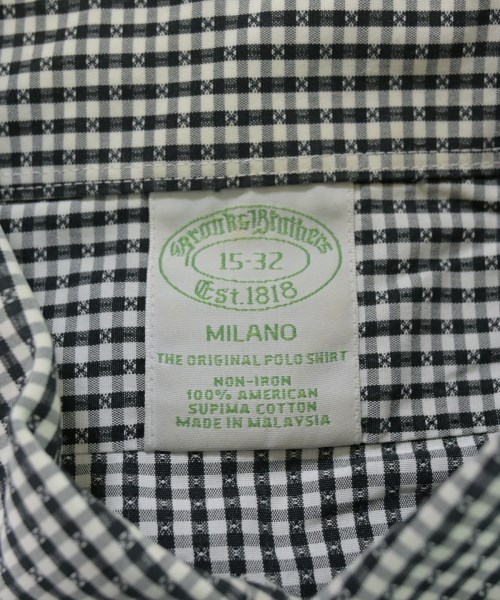 Brooks Brothers
15-32
Est. 1818
MILANO
THE ORIGINAL POLO SHIRT
NON-IRON
100% AMERICAN
SUPIMA COTTON
MADE IN MALAYSIA